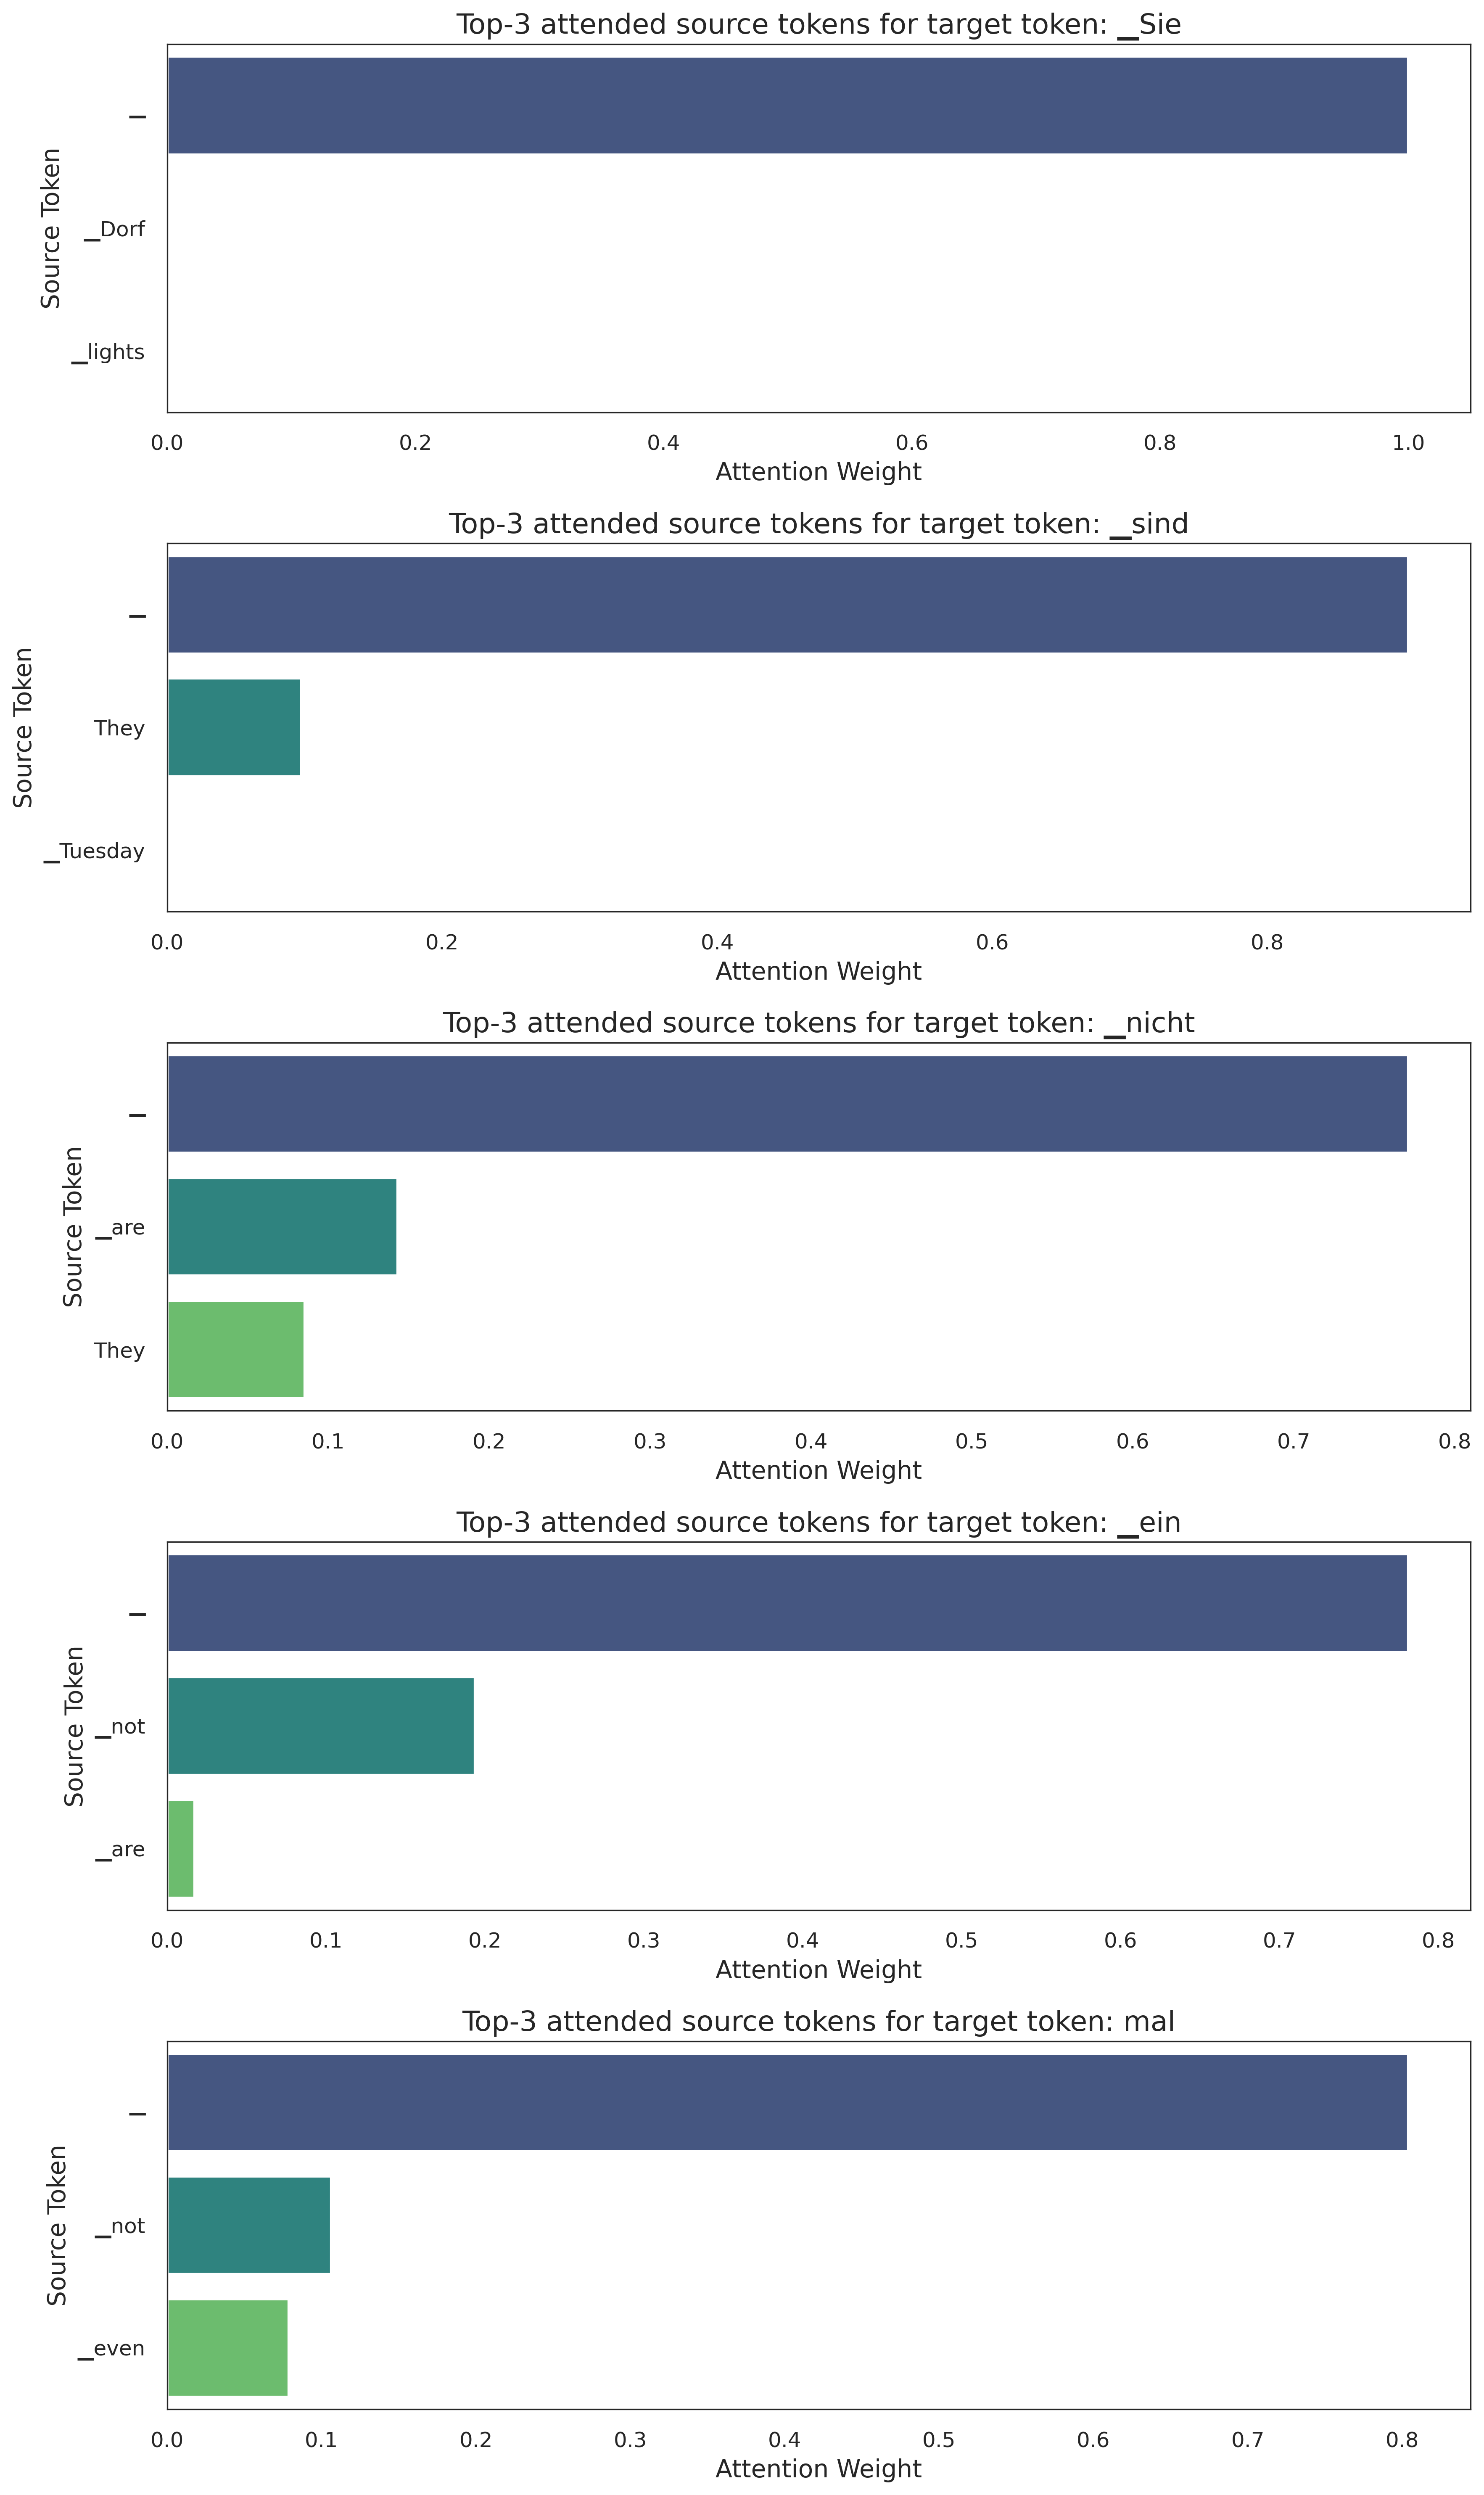 Top-3 attended source tokens for target token: ▁Sie
Source Token
▁
▁Dorf
▁lights
0.0 0.2 0.4 0.6 0.8 1.0
Attention Weight
Top-3 attended source tokens for target token: ▁sind
Source Token
▁
They
▁Tuesday
0.0 0.2 0.4 0.6 0.8
Attention Weight
Top-3 attended source tokens for target token: ▁nicht
Source Token
▁
▁are
They
0.0 0.1 0.2 0.3 0.4 0.5 0.6 0.7 0.8
Attention Weight
Top-3 attended source tokens for target token: ▁ein
Source Token
▁
▁not
▁are
0.0 0.1 0.2 0.3 0.4 0.5 0.6 0.7 0.8
Attention Weight
Top-3 attended source tokens for target token: mal
Source Token
▁
▁not
▁even
0.0 0.1 0.2 0.3 0.4 0.5 0.6 0.7 0.8
Attention Weight